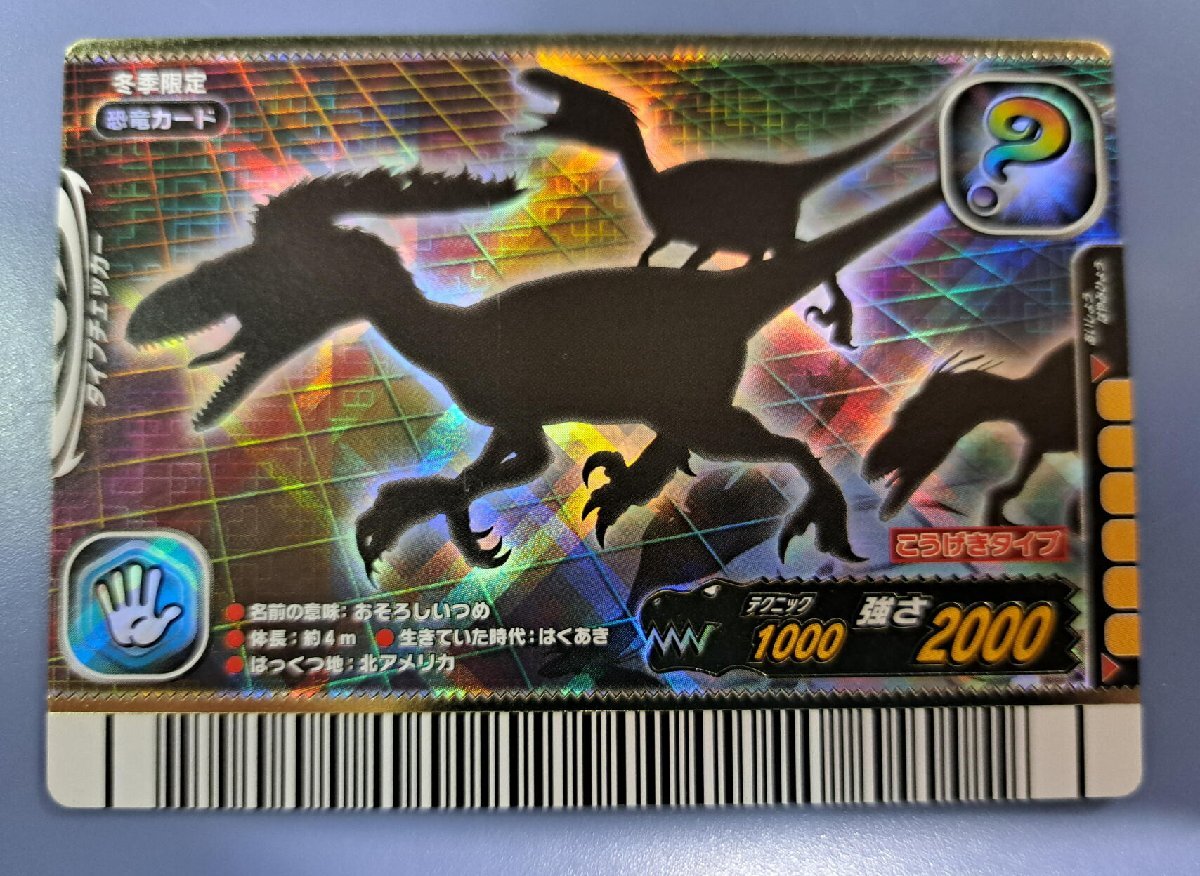 冬季限定
恐竜カード
?
タイプチェッカー
こうげきタイプ
テクニック
1000
強さ
2000
● 名前の意味：おそろしいつめ
● 体長：約4m ● 生きていた時代：はくあき
● はっくつ地：北アメリカ